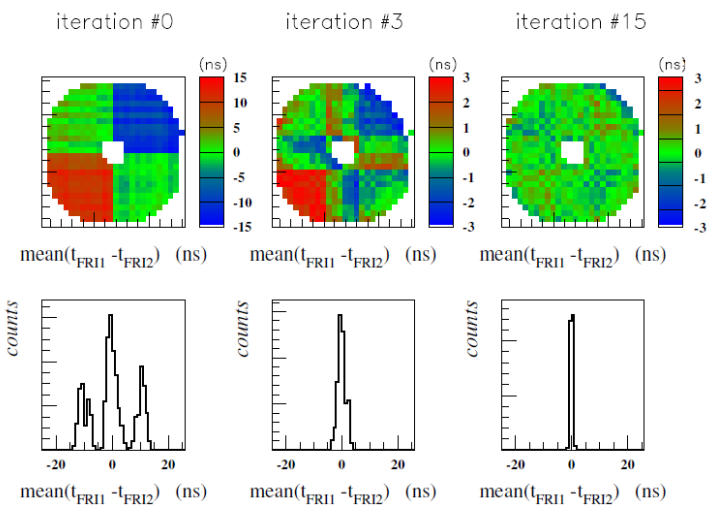 iteration #0 iteration #3 iteration #15
(ns) (ns) (ns)
15 3 3
10 2 2
5 1 1
0 0 0
-5 -1 -1
-10 -2 -2
-15 -3 -3
mean(tFRI1 -tFRI2) (ns) mean(tFRI1 -tFRI2) (ns) mean(tFRI1 -tFRI2) (ns)
counts counts counts
-20 0 20 -20 0 20 -20 0 20
mean(tFRI1 -tFRI2) (ns) mean(tFRI1 -tFRI2) (ns) mean(tFRI1 -tFRI2) (ns)